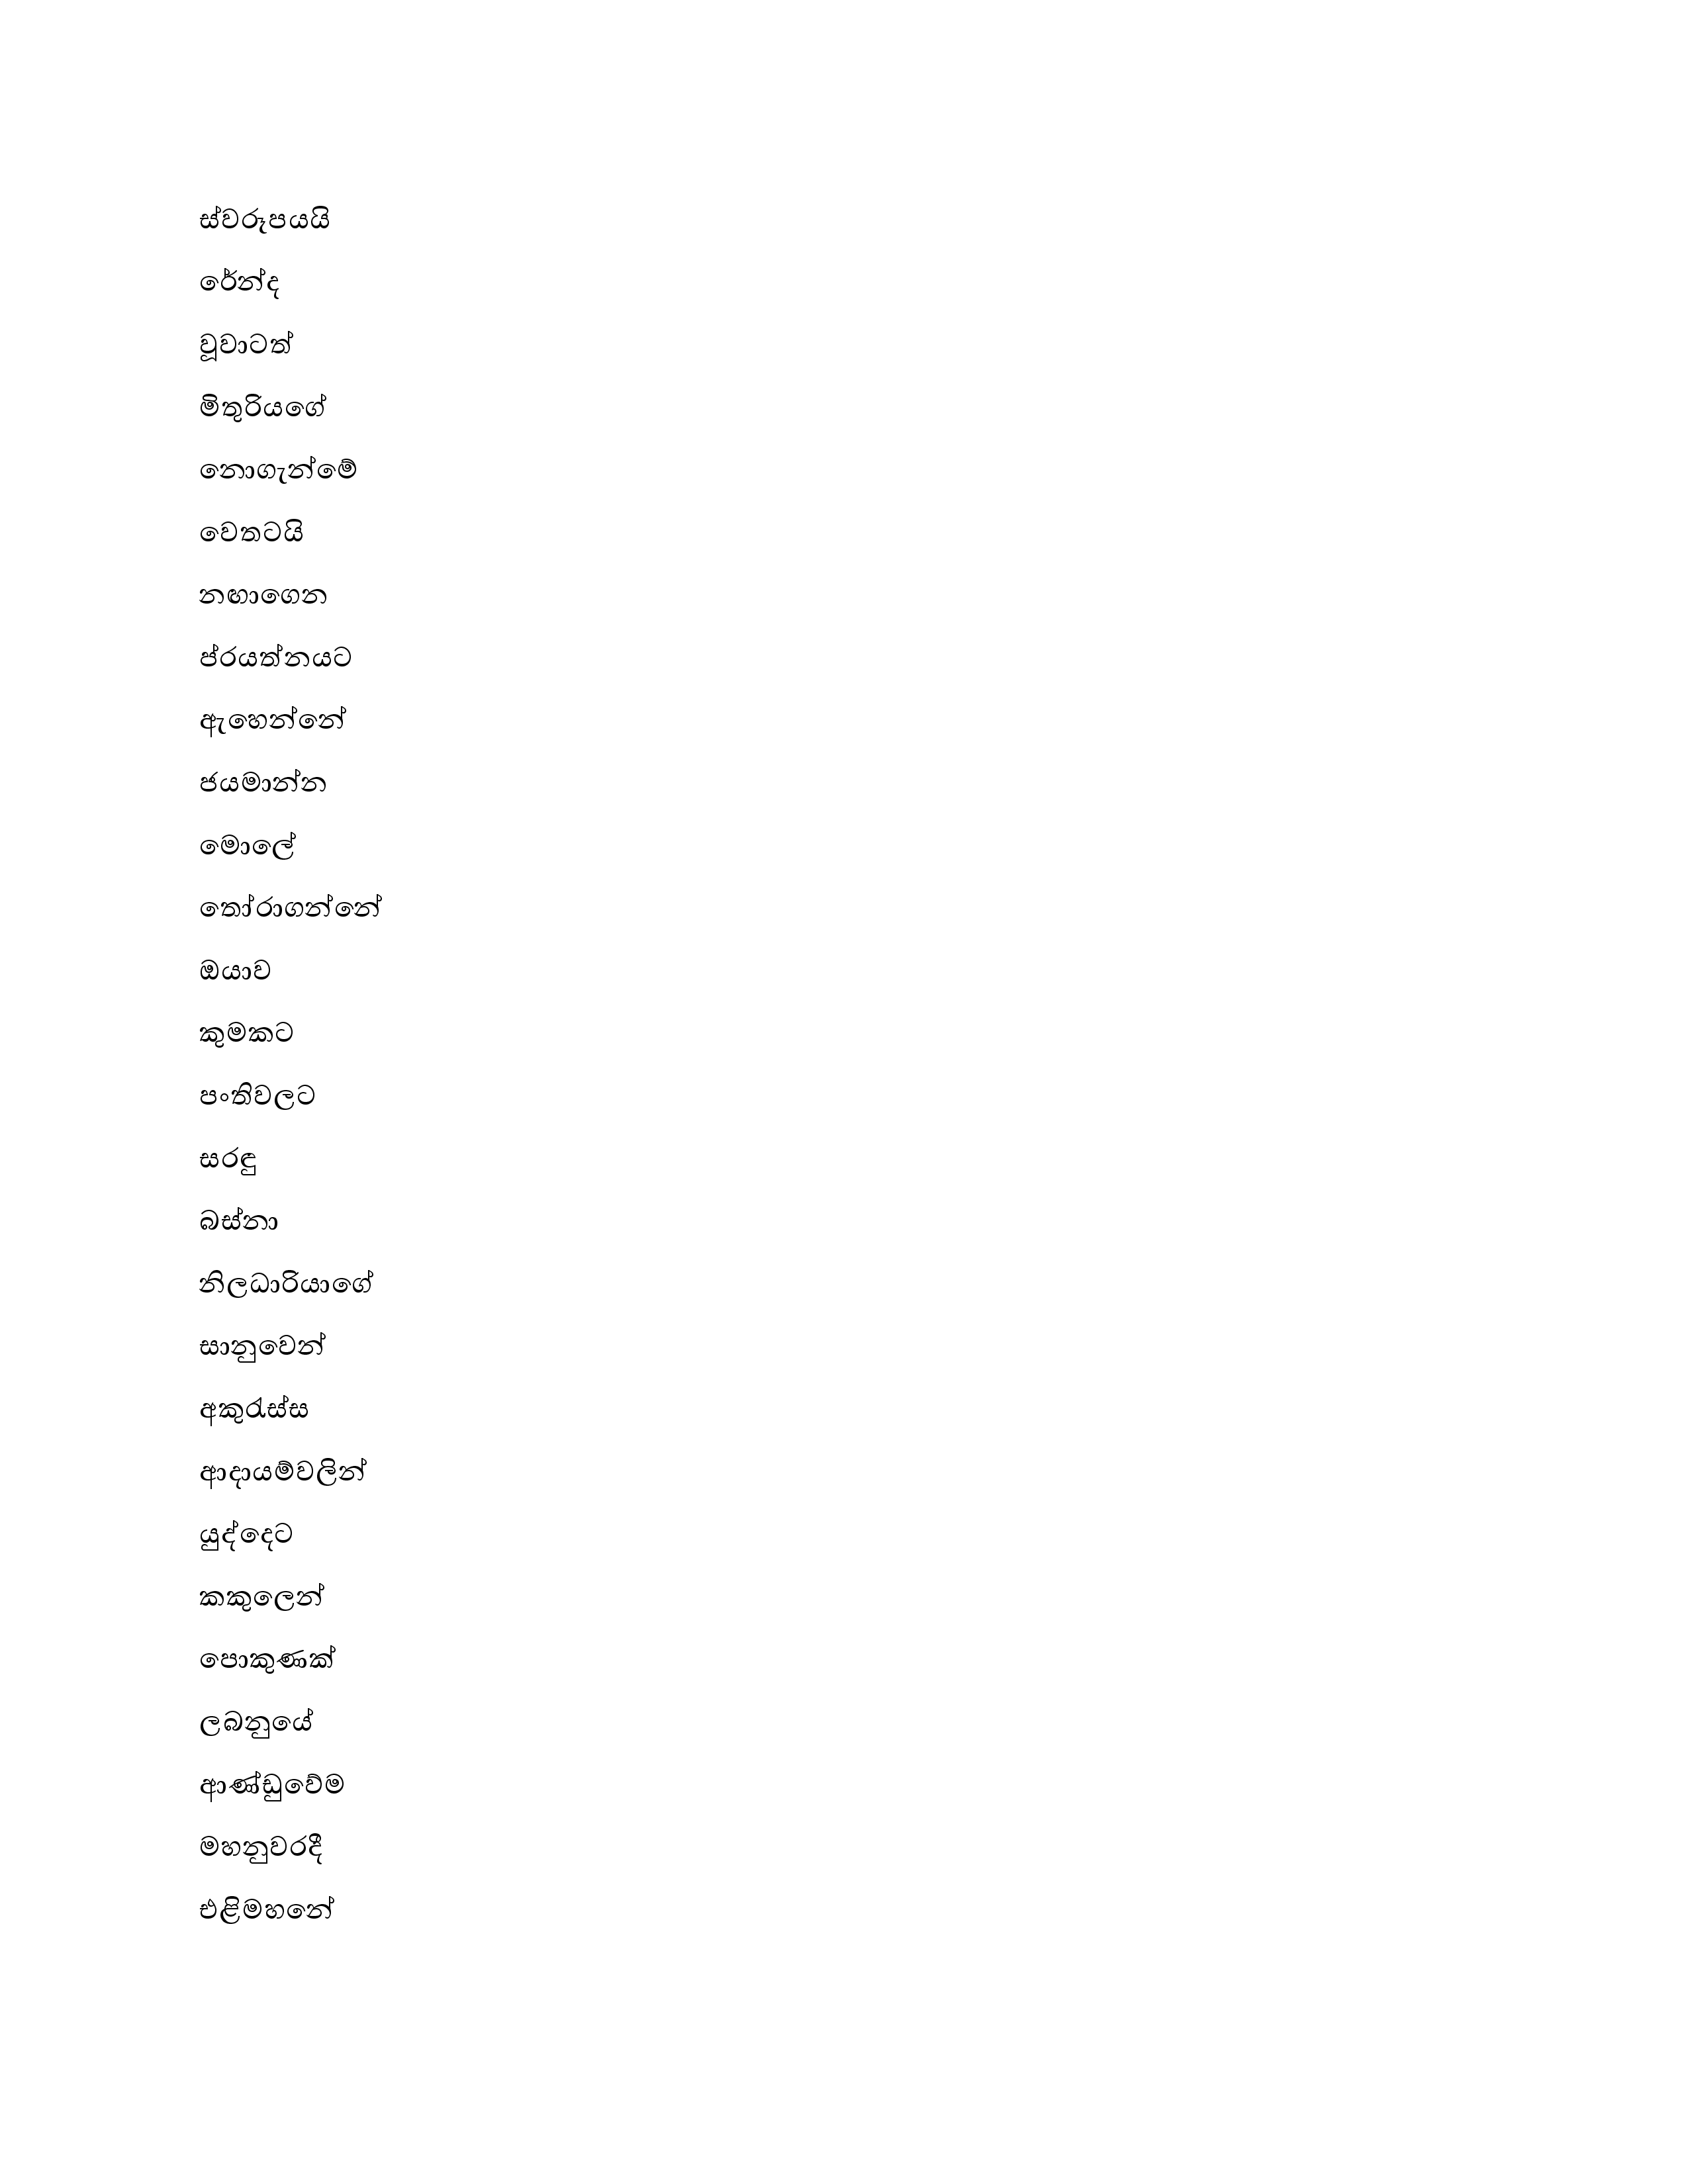 ස්වරූපයයි
රේන්ද
වූවාටත්
මිතුරියගේ
නොගැන්මේ
වෙතටයි
නඟාගෙන
ප්රයත්නයට
ඇහෙන්නේ
ජයමාන්න
මොලේ
තෝරාගන්නේ
ඔයාව
කුමකට
පංතිවලට
සරඳු
බස්නා
නිලධාරියාගේ
සානුවෙන්
අකුරැස්ස
ආදායම්වලින්
යුද්දෙට
කකුලෙන්
පොකුණක්
ලබනුයේ
ආණ්ඩුවේම
මහනුවරදී
එළිමහනේ